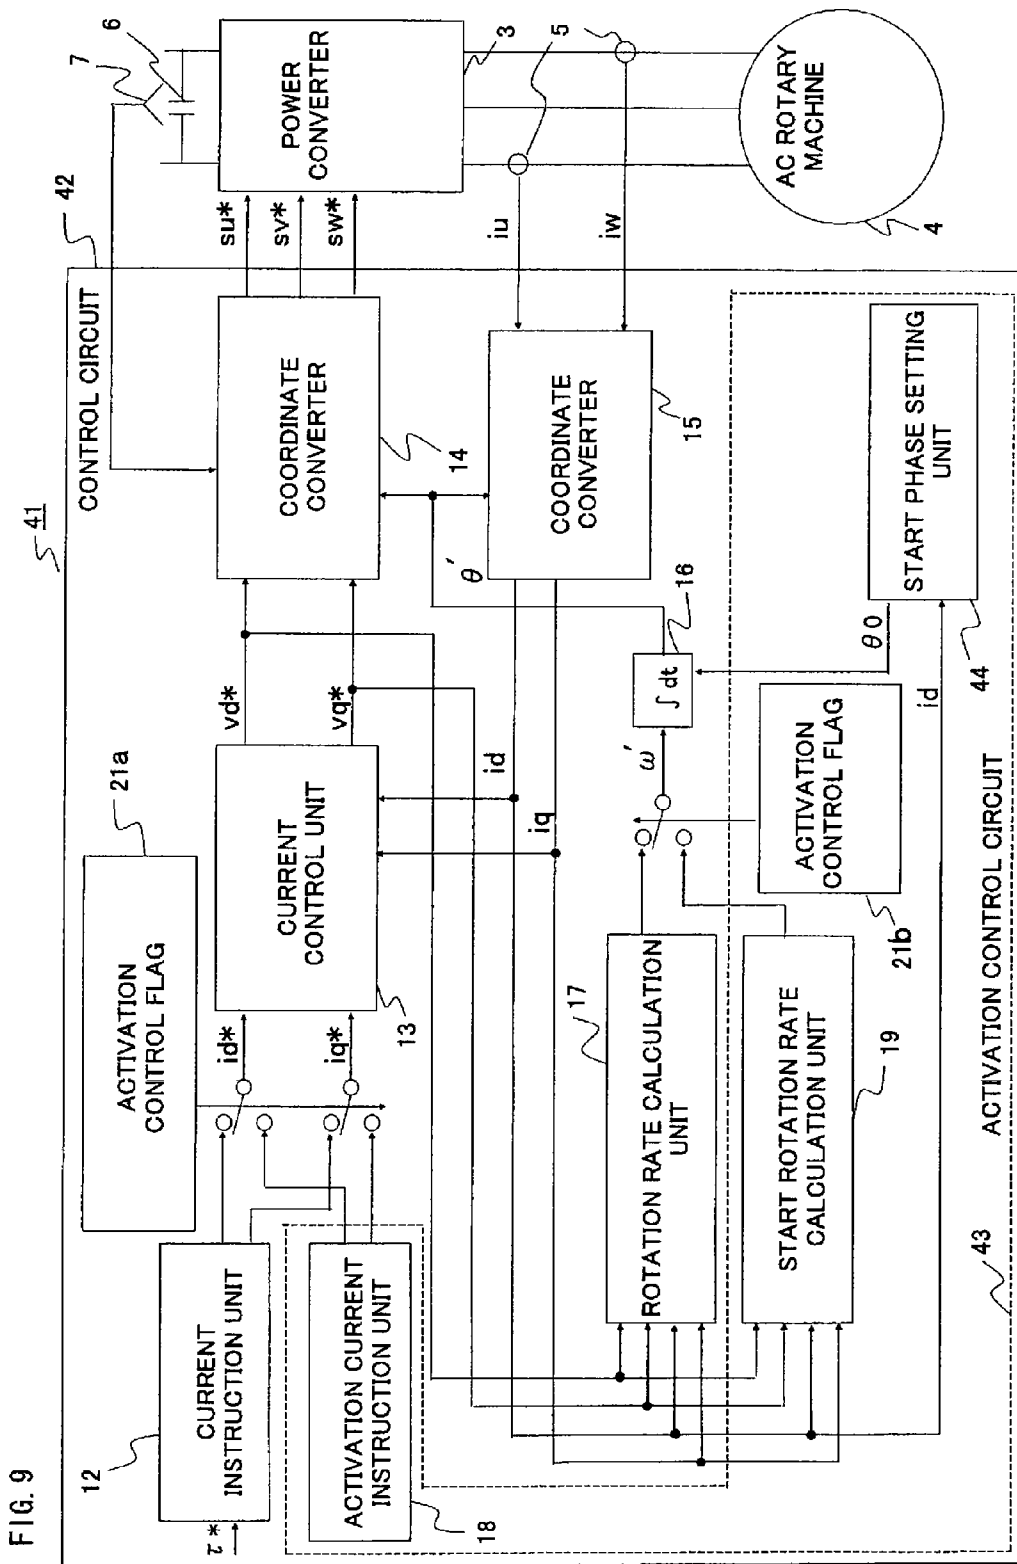 FIG. 9
41
42
CONTROL CIRCUIT
7
6
τ*
12
CURRENT
INSTRUCTION UNIT
ACTIVATION
CONTROL FLAG
21a
id*
iq*
CURRENT
CONTROL UNIT
13
vd*
vq*
COORDINATE
CONVERTER
14
su*
sv*
sw*
POWER
CONVERTER
3
ACTIVATION CURRENT
INSTRUCTION UNIT
18
id
iq
θ'
COORDINATE
CONVERTER
15
iu
iw
5
AC ROTARY
MACHINE
4
17
ROTATION RATE CALCULATION
UNIT
ω'
∫dt
16
START ROTATION RATE
CALCULATION UNIT
19
ACTIVATION
CONTROL FLAG
21b
θ0
START PHASE SETTING
UNIT
44
id
43
ACTIVATION CONTROL CIRCUIT